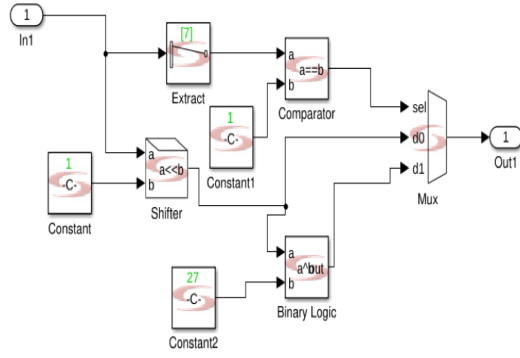 1
In1
[7]
Extract
a
b
a==b
Comparator
1
-C-
Constant1
a
b
a<<b
Shifter
1
-C-
Constant
sel
d0
d1
Mux
1
Out1
a
b
a^but
Binary Logic
27
-C-
Constant2